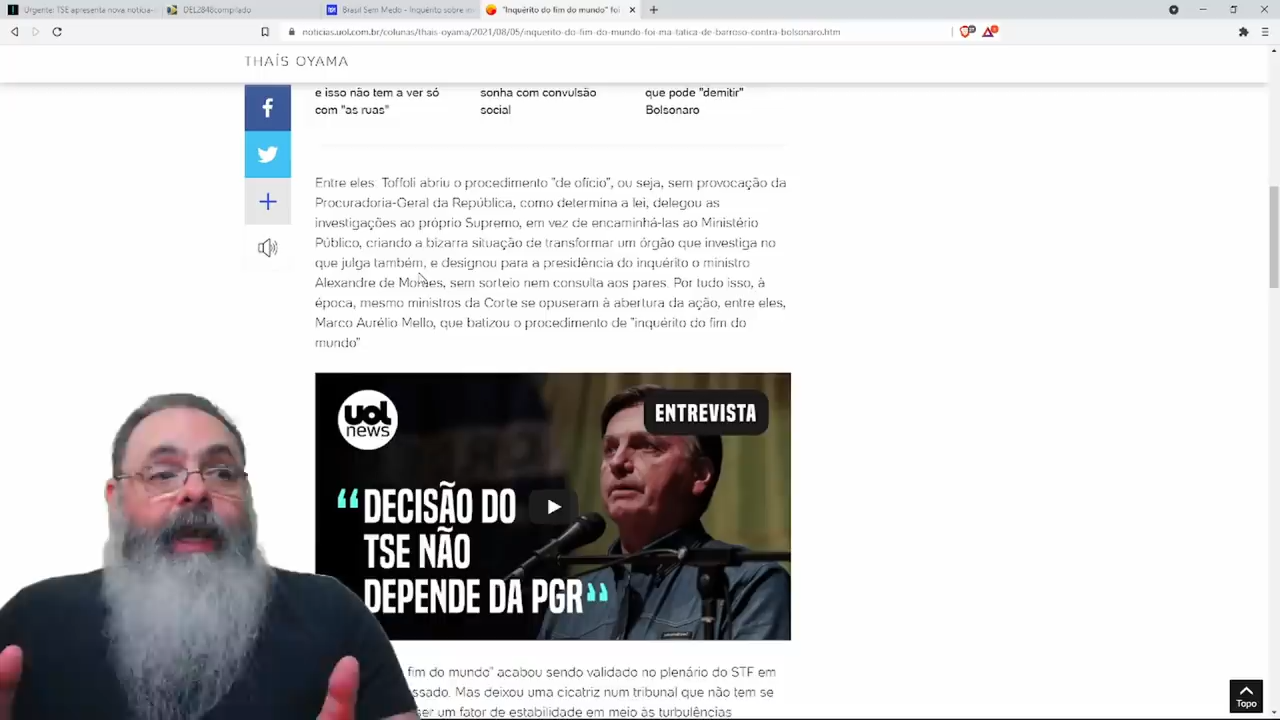 Urgente: TSE apresenta nova notícia-
DEL2848compilado
Brasil Sem Medo - Inquérito sobre m
"Inquérito do fim do mundo" foi
noticias.uol.com.br/colunas/thais-oyama/2021/08/05/inquerito-do-fim-do-mundo-foi-ma-tatica-de-barroso-contra-bolsonaro.htm
THAÍS OYAMA
e isso não tem a ver só
com "as ruas"
sonha com convulsão
social
que pode "demitir"
Bolsonaro
Entre eles: Toffoli abriu o procedimento "de ofício", ou seja, sem provocação da
Procuradoria-Geral da República, como determina a lei, delegou as
investigações ao próprio Supremo, em vez de encaminhá-las ao Ministério
Público, criando a bizarra situação de transformar um órgão que investiga no
que julga também, e designou para a presidência do inquérito o ministro
Alexandre de Moraes, sem sorteio nem consulta aos pares. Por tudo isso, à
época, mesmo ministros da Corte se opuseram à abertura da ação, entre eles,
Marco Aurélio Mello, que batizou o procedimento de "inquérito do fim do
mundo"
uol
news
ENTREVISTA
"DECISÃO DO
TSE NÃO
DEPENDE DA PGR"
fim do mundo" acabou sendo validado no plenário do STF em
ssado. Mas deixou uma cicatriz num tribunal que não tem se
ser um fator de estabilidade em meio às turbulências
Topo